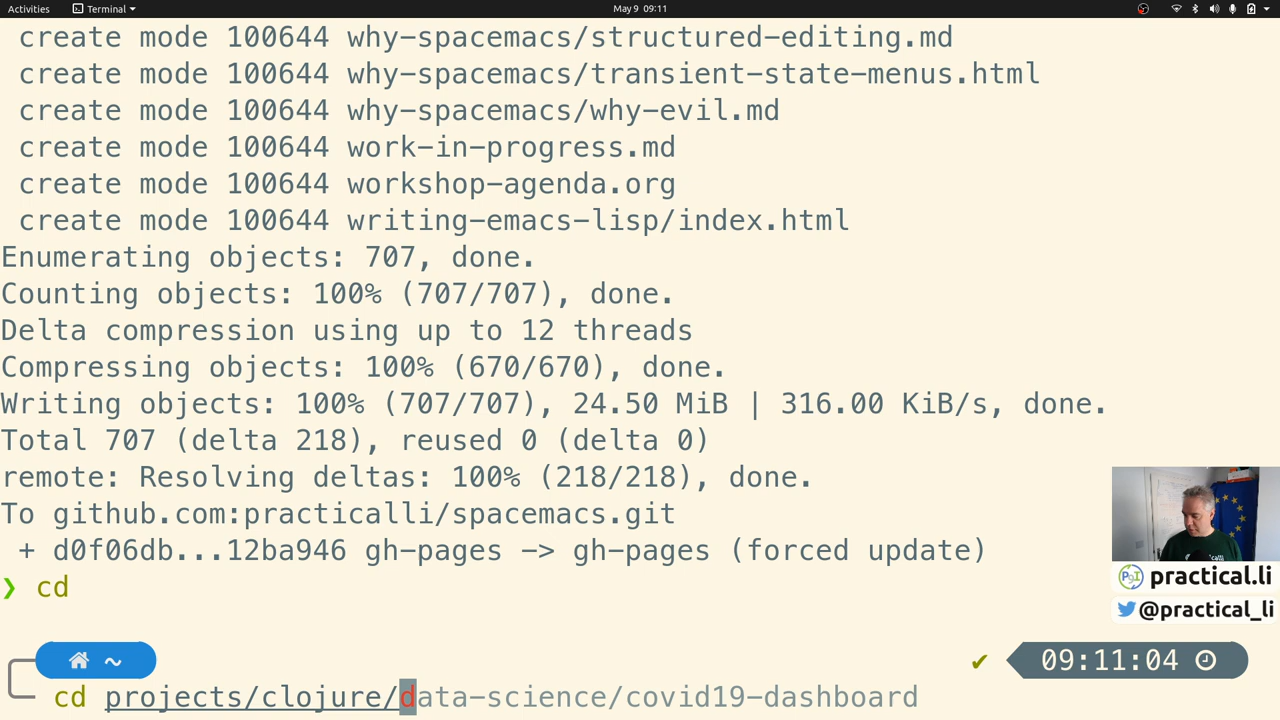 Activities
Terminal
May 9 09:11
create mode 100644 why-spacemacs/structured-editing.md
create mode 100644 why-spacemacs/transient-state-menus.html
create mode 100644 why-spacemacs/why-evil.md
create mode 100644 work-in-progress.md
create mode 100644 workshop-agenda.org
create mode 100644 writing-emacs-lisp/index.html
Enumerating objects: 707, done.
Counting objects: 100% (707/707), done.
Delta compression using up to 12 threads
Compressing objects: 100% (670/670), done.
Writing objects: 100% (707/707), 24.50 MiB | 316.00 KiB/s, done.
Total 707 (delta 218), reused 0 (delta 0)
remote: Resolving deltas: 100% (218/218), done.
To github.com:practicalli/spacemacs.git
+ d0f06db...12ba946 gh-pages -> gh-pages (forced update)
❯ cd
practical.li
@practical_li
~
✔ 09:11:04
cd projects/clojure/data-science/covid19-dashboard